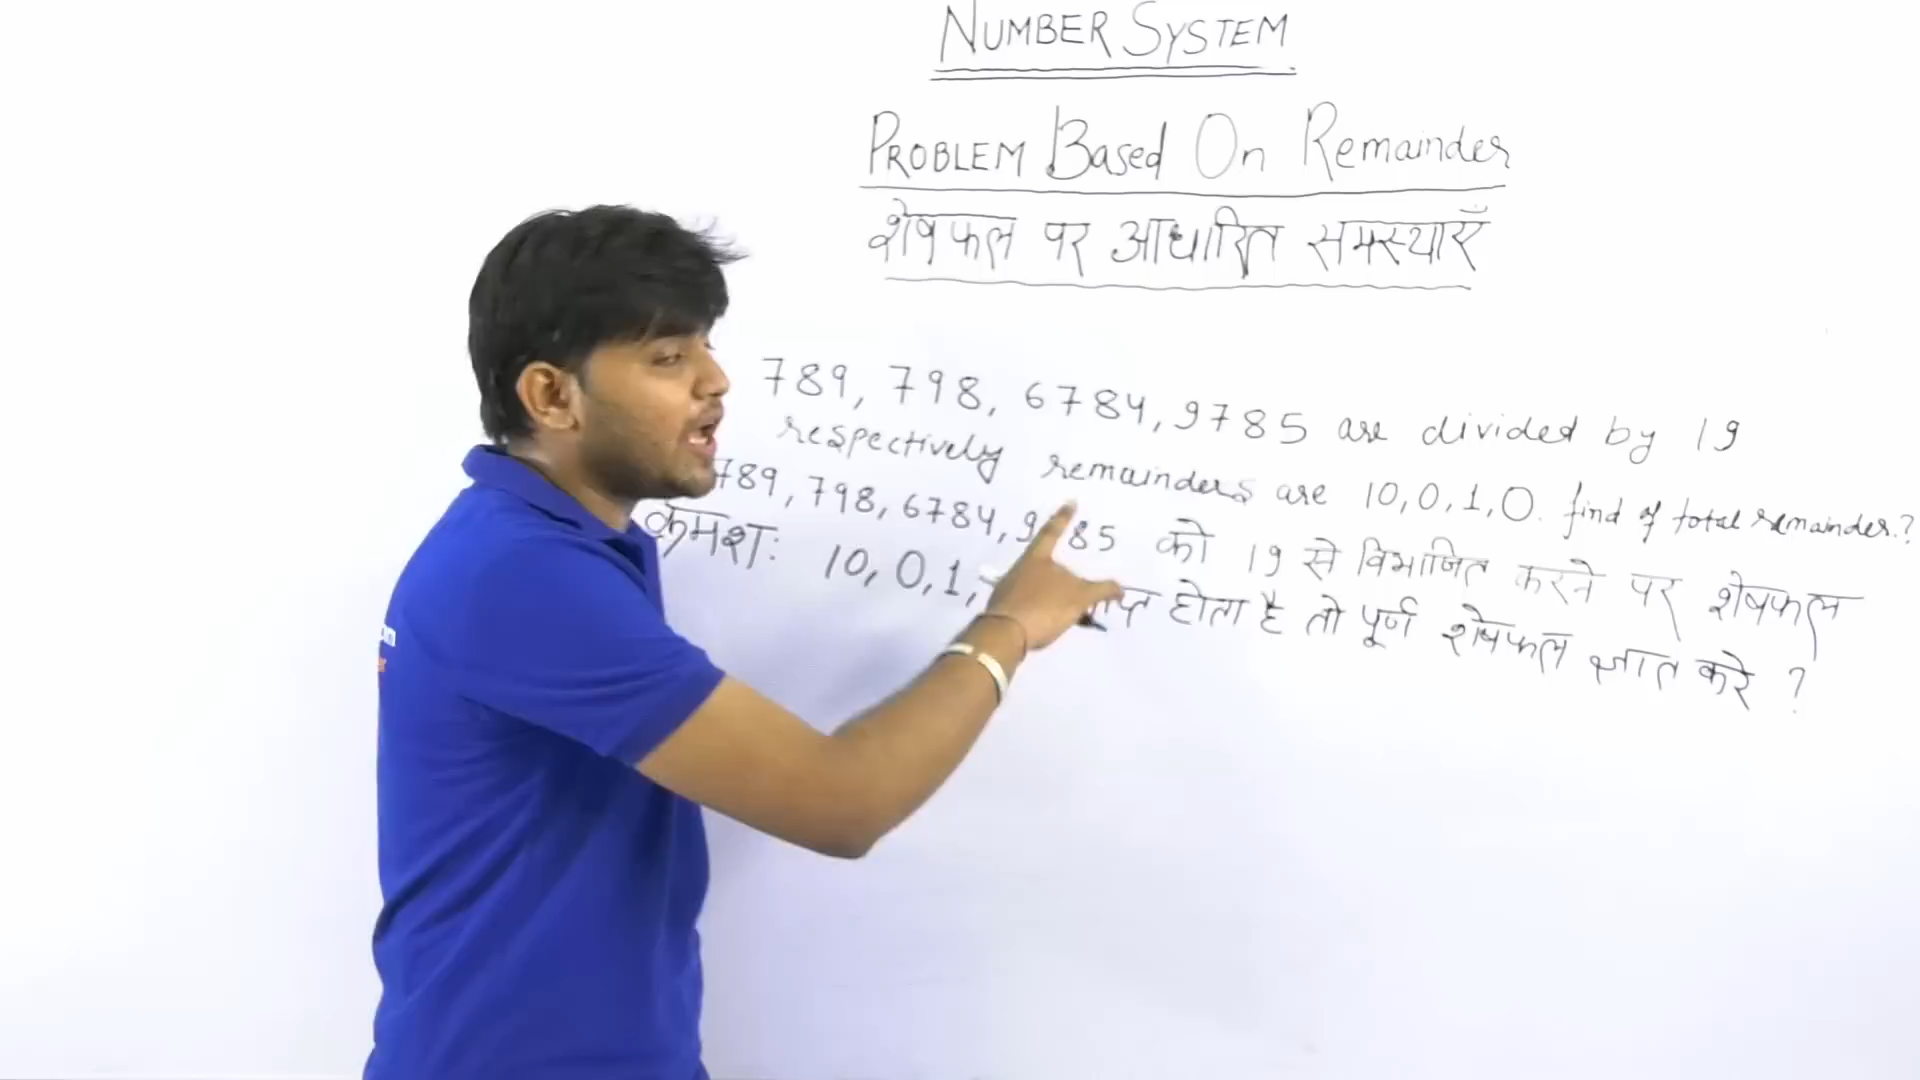 NUMBER SYSTEM
PROBLEM Based On Remainder
शेषफल पर आधारित समस्याएँ
789, 798, 6784, 9785 are divided by 19
respectively remainders are 10, 0, 1, 0. find of total remainder.?
789, 798, 6784, 9785 को 19 से विभाजित करने पर शेषफल
क्रमश: 10, 0, 1, होता है तो पूर्ण शेषफल ज्ञात करे ?